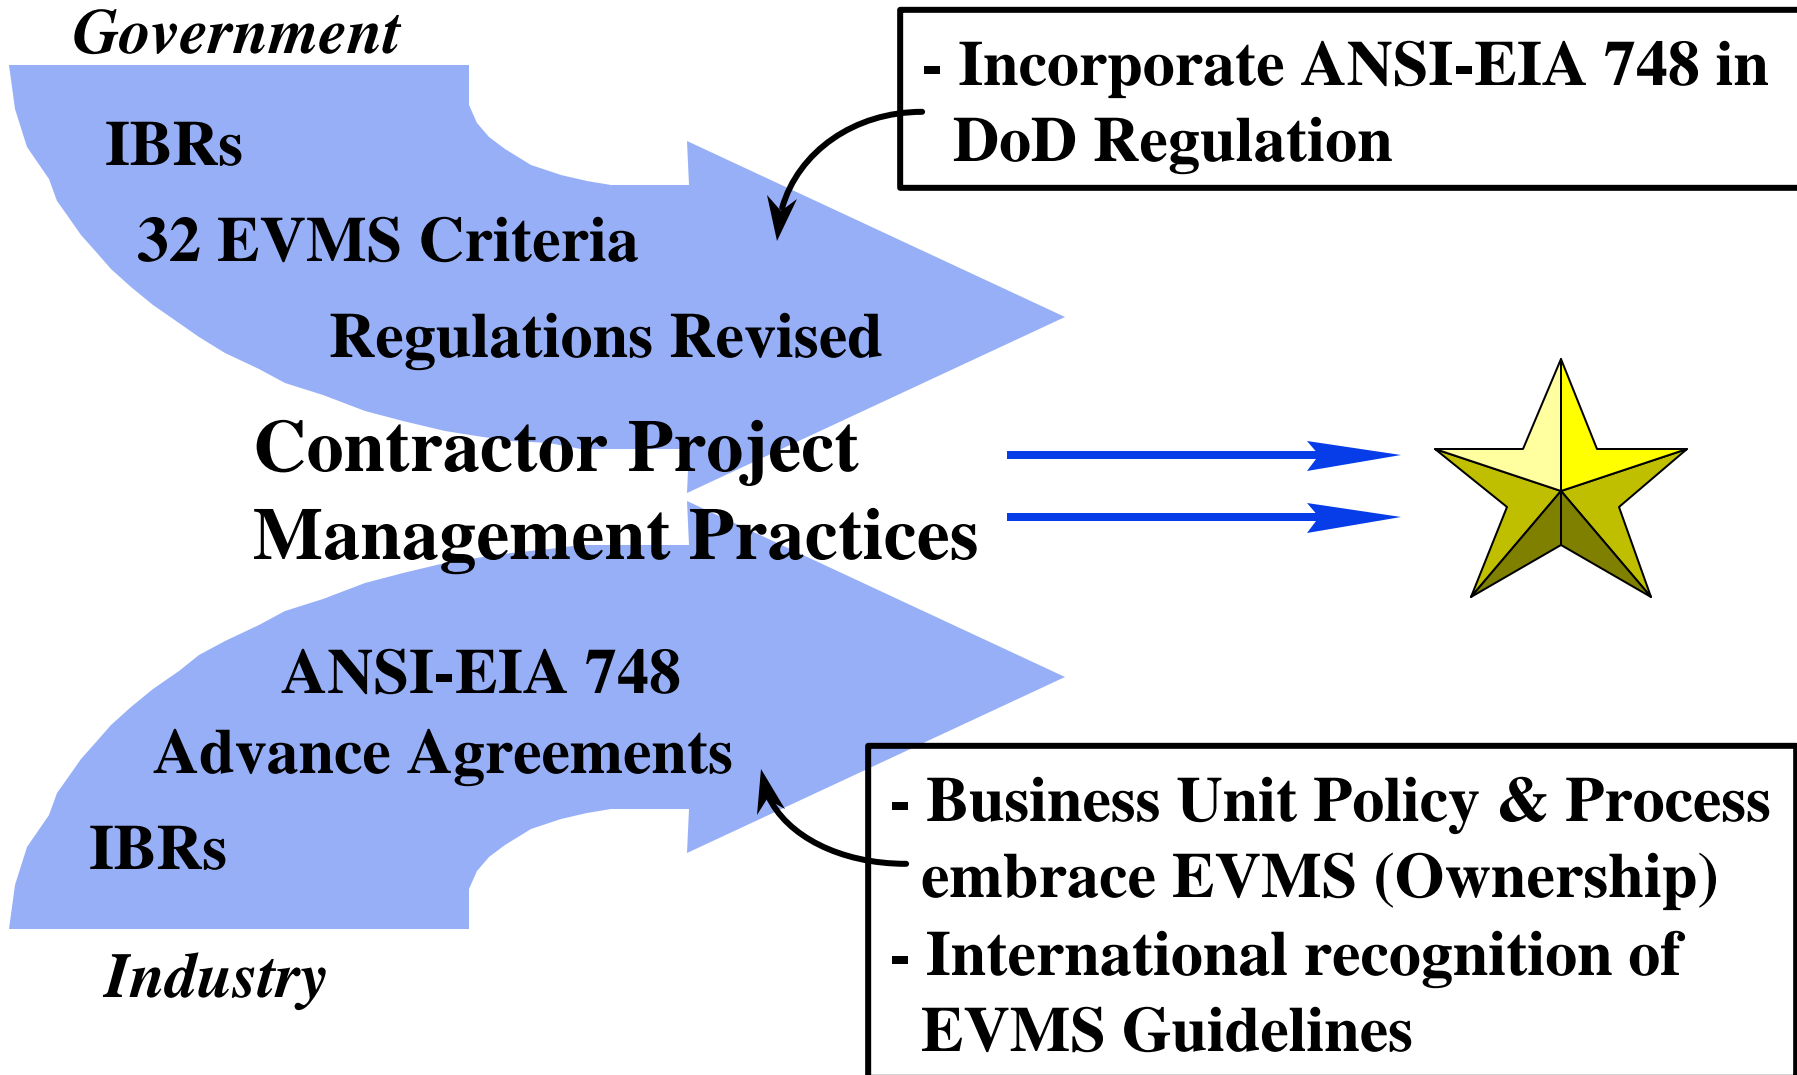 Government
IBRs
32 EVMS Criteria
Regulations Revised
- Incorporate ANSI-EIA 748 in
DoD Regulation
Contractor Project
Management Practices
ANSI-EIA 748
Advance Agreements
IBRs
Industry
- Business Unit Policy & Process
embrace EVMS (Ownership)
- International recognition of
EVMS Guidelines